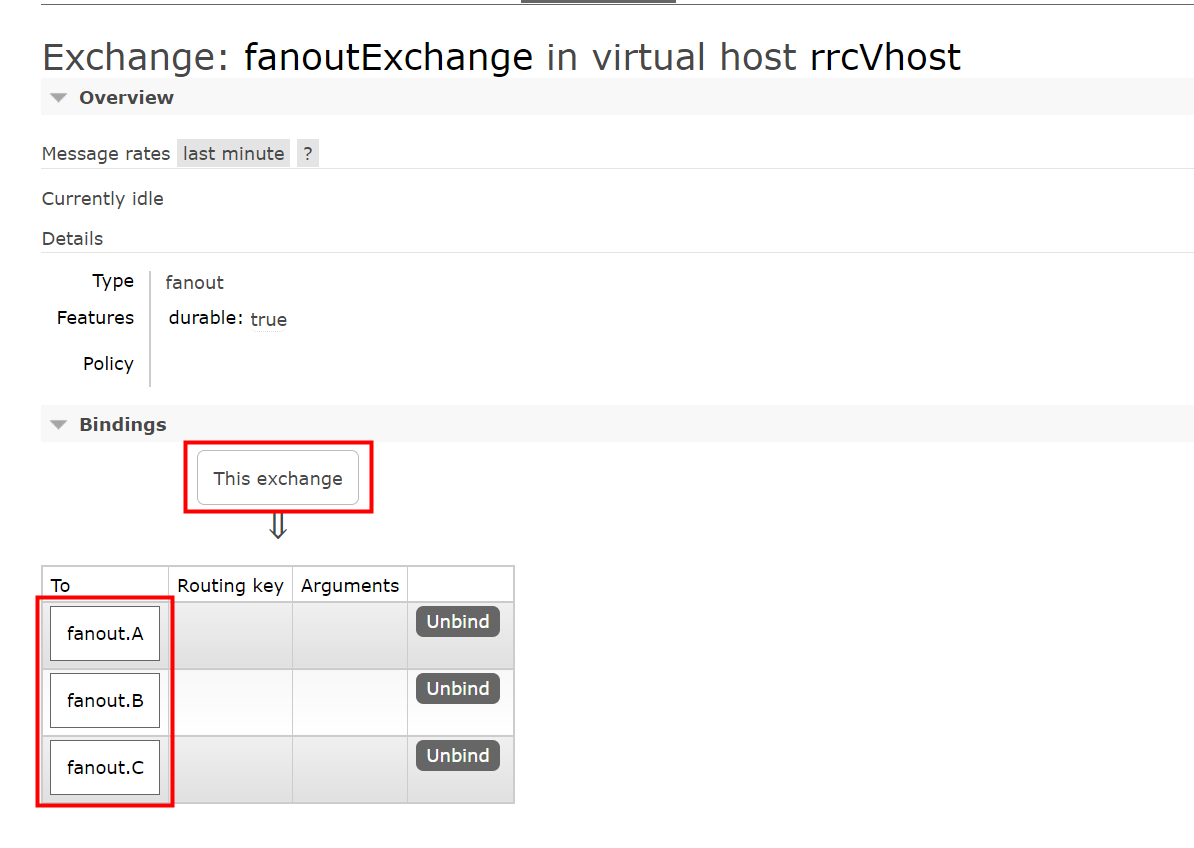 Exchange: fanoutExchange in virtual host rrcVhost
Overview
Message rates last minute ?
Currently idle
Details
Type fanout
Features durable: true
Policy
Bindings
This exchange
⇓
To Routing key Arguments
fanout.A Unbind
fanout.B Unbind
fanout.C Unbind